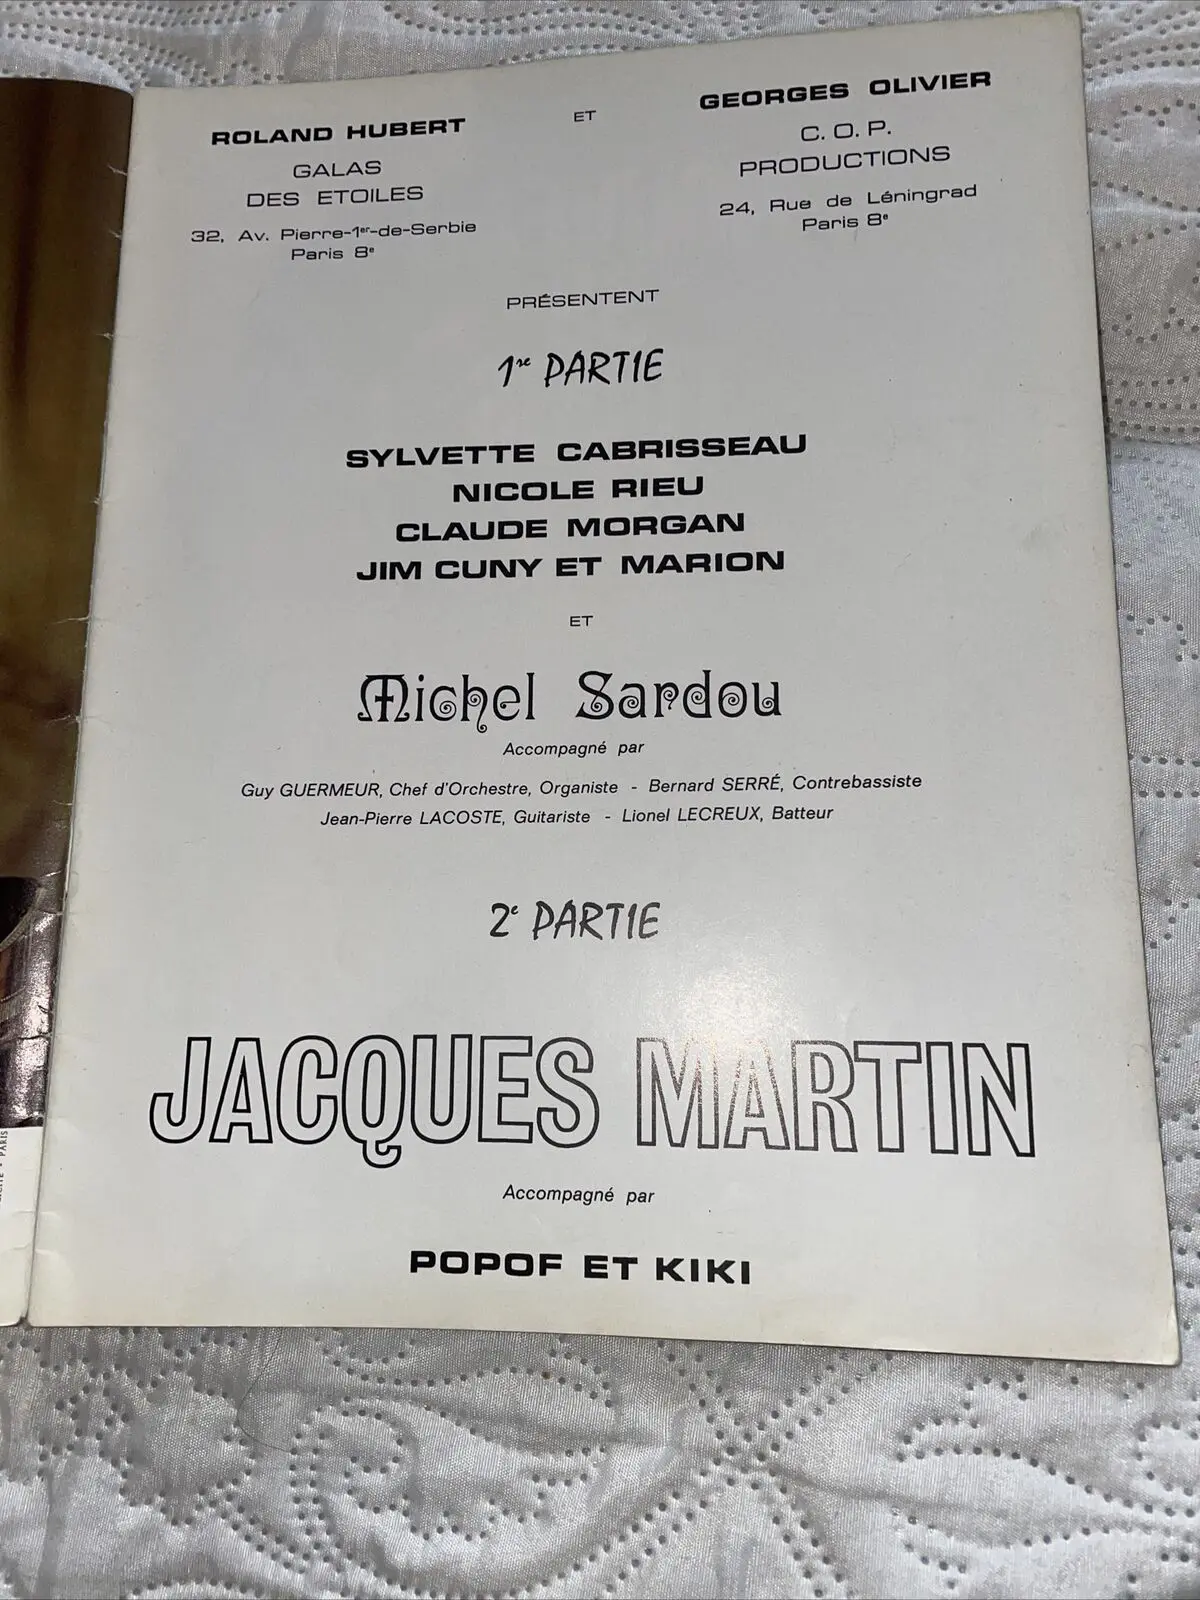 ROLAND HUBERT
GALAS
DES ETOILES
32, Av. Pierre-1er-de-Serbie
Paris 8e
ET
GEORGES OLIVIER
C. O. P.
PRODUCTIONS
24, Rue de Léningrad
Paris 8e
PRÉSENTENT
1re PARTIE
SYLVETTE CABRISSEAU
NICOLE RIEU
CLAUDE MORGAN
JIM CUNY ET MARION
ET
Michel Sardou
Accompagné par
Guy GUERMEUR, Chef d'Orchestre, Organiste - Bernard SERRÉ, Contrebassiste
Jean-Pierre LACOSTE, Guitariste - Lionel LECREUX, Batteur
2e PARTIE
JACQUES MARTIN
Accompagné par
POPOF ET KIKI
PARIS